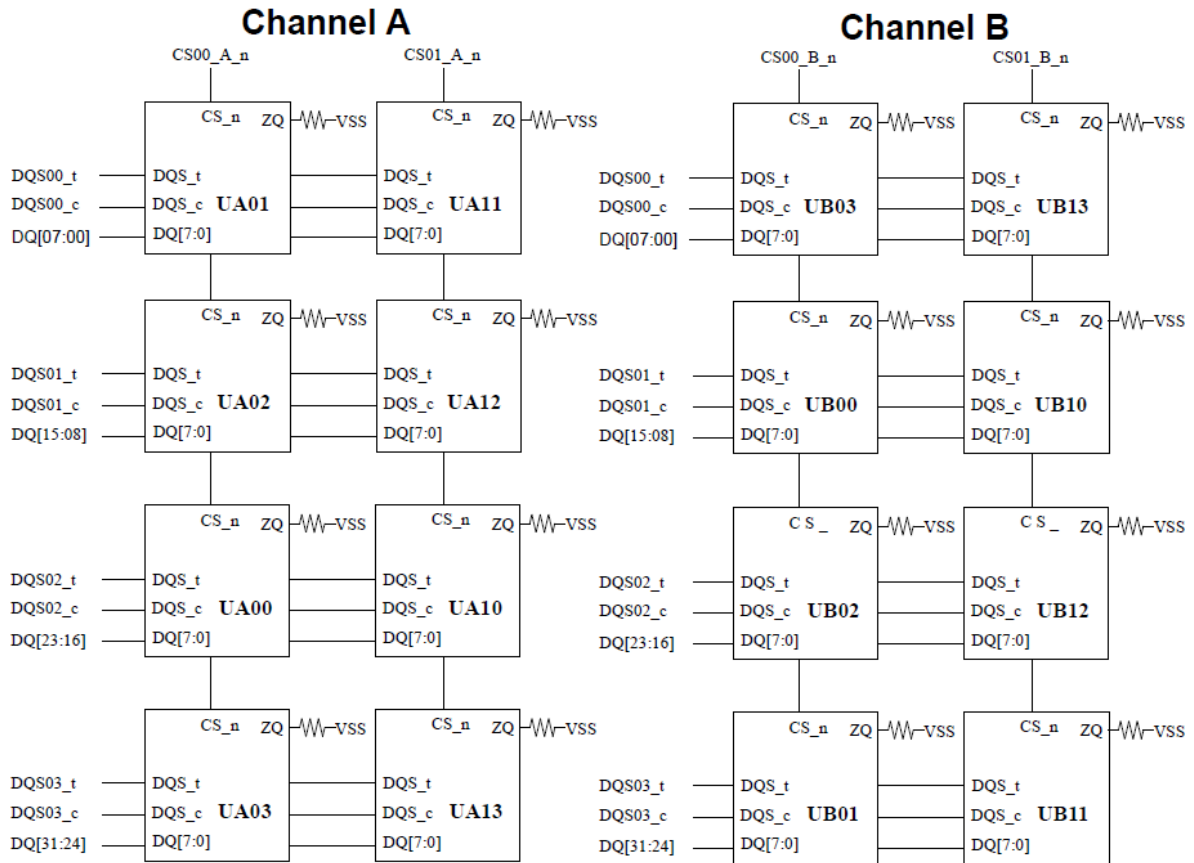 Channel A
Channel B
CS00_A_n CS01_A_n CS00_B_n CS01_B_n
CS_n ZQ VSS CS_n ZQ VSS CS_n ZQ VSS CS_n ZQ VSS
DQS00_t DQS_t DQS00_t DQS_t DQS_t
DQS00_c DQS_c UA01 DQS_c UA11 DQS00_c DQS_c UB03 DQS_c UB13
DQ[07:00] DQ[7:0] DQ[7:0] DQ[07:00] DQ[7:0] DQ[7:0]
CS_n ZQ VSS CS_n ZQ VSS CS_n ZQ VSS CS_n ZQ VSS
DQS01_t DQS_t DQS_t DQS01_t DQS_t DQS_t
DQS01_c DQS_c UA02 DQS_c UA12 DQS01_c DQS_c UB00 DQS_c UB10
DQ[15:08] DQ[7:0] DQ[7:0] DQ[15:08] DQ[7:0] DQ[7:0]
CS_n ZQ VSS CS_n ZQ VSS C S _ ZQ VSS C S _ ZQ VSS
DQS02_t DQS_t DQS_t DQS02_t DQS_t DQS_t
DQS02_c DQS_c UA00 DQS_c UA10 DQS02_c DQS_c UB02 DQS_c UB12
DQ[23:16] DQ[7:0] DQ[7:0] DQ[23:16] DQ[7:0] DQ[7:0]
CS_n ZQ VSS CS_n ZQ VSS CS_n ZQ VSS CS_n ZQ VSS
DQS03_t DQS_t DQS_t DQS03_t DQS_t DQS_t
DQS03_c DQS_c UA03 DQS_c UA13 DQS03_c DQS_c UB01 DQS_c UB11
DQ[31:24] DQ[7:0] DQ[7:0] DQ[31:24] DQ[7:0] DQ[7:0]